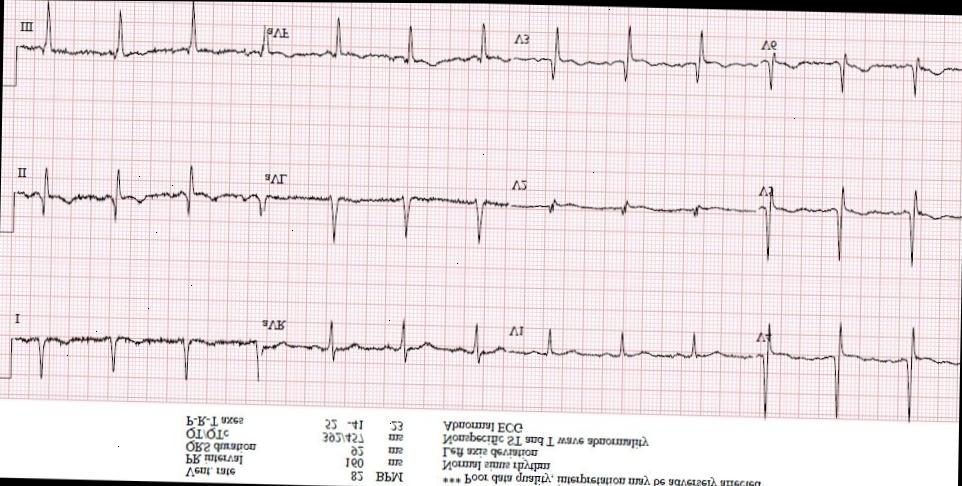 Vent. rate 82 BPM *** Poor data quality, interpretation may be adversely affected
PR interval 160 ms Normal sinus rhythm
QRS duration 92 ms Left axis deviation
QT/QTc 392/457 ms Nonspecific ST and T wave abnormality
P-R-T axes 52 -41 23 Abnormal ECG
I aVR V1 V4
II aVL V2 V5
III aVF V3 V6